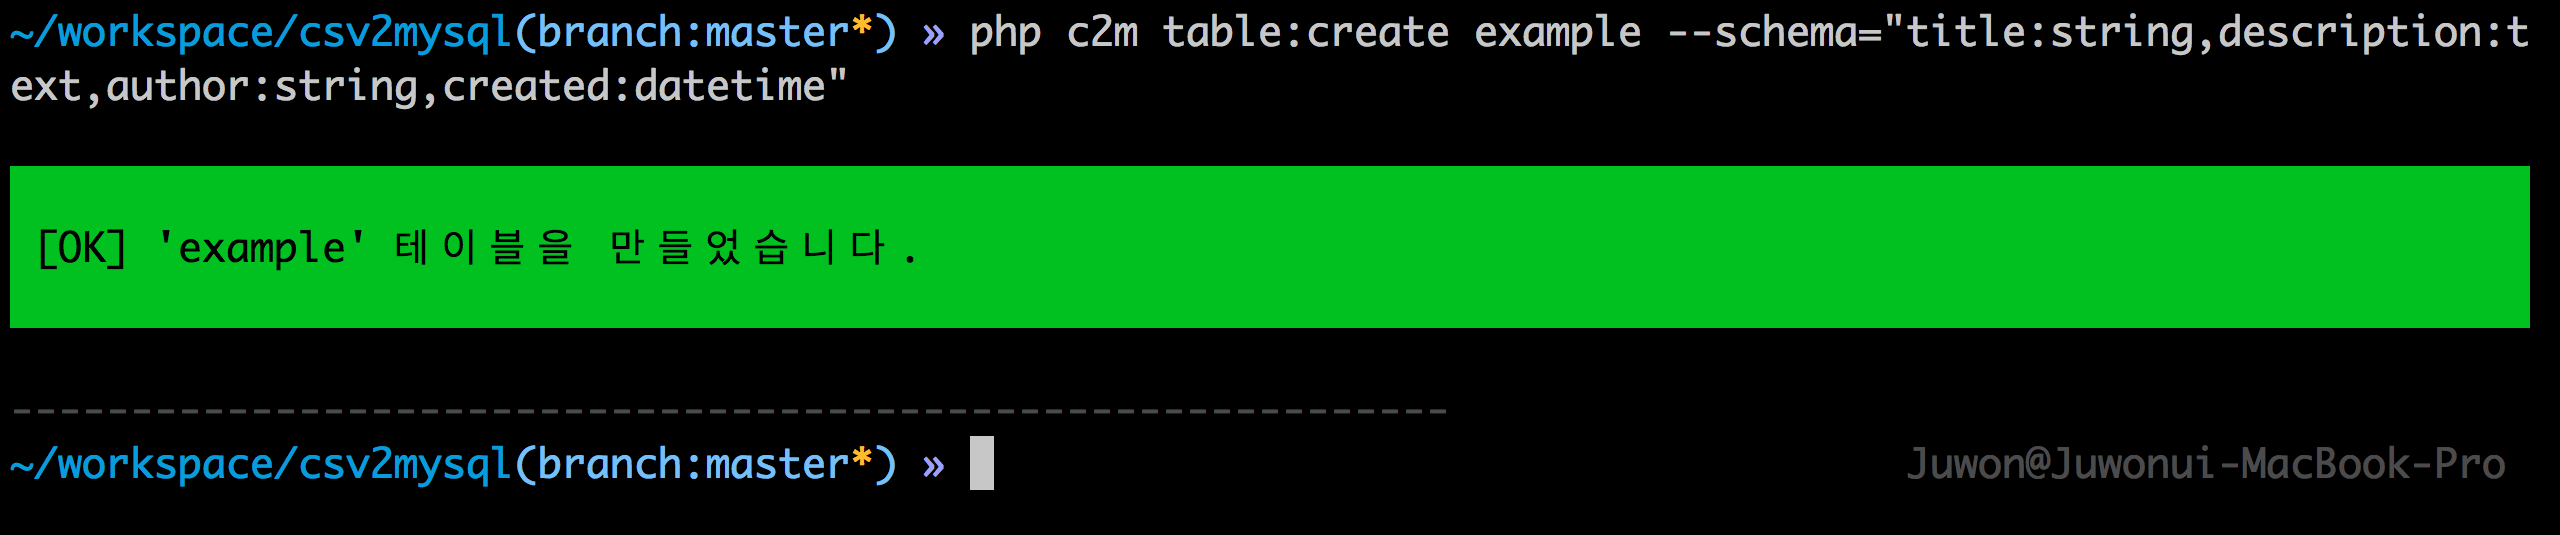 ~/workspace/csv2mysql(branch:master*) » php c2m table:create example --schema="title:string,description:t
ext,author:string,created:datetime"
[OK] 'example' 테이블을 만들었습니다.
------------------------------------------------------------
~/workspace/csv2mysql(branch:master*) » Juwon@Juwonui-MacBook-Pro